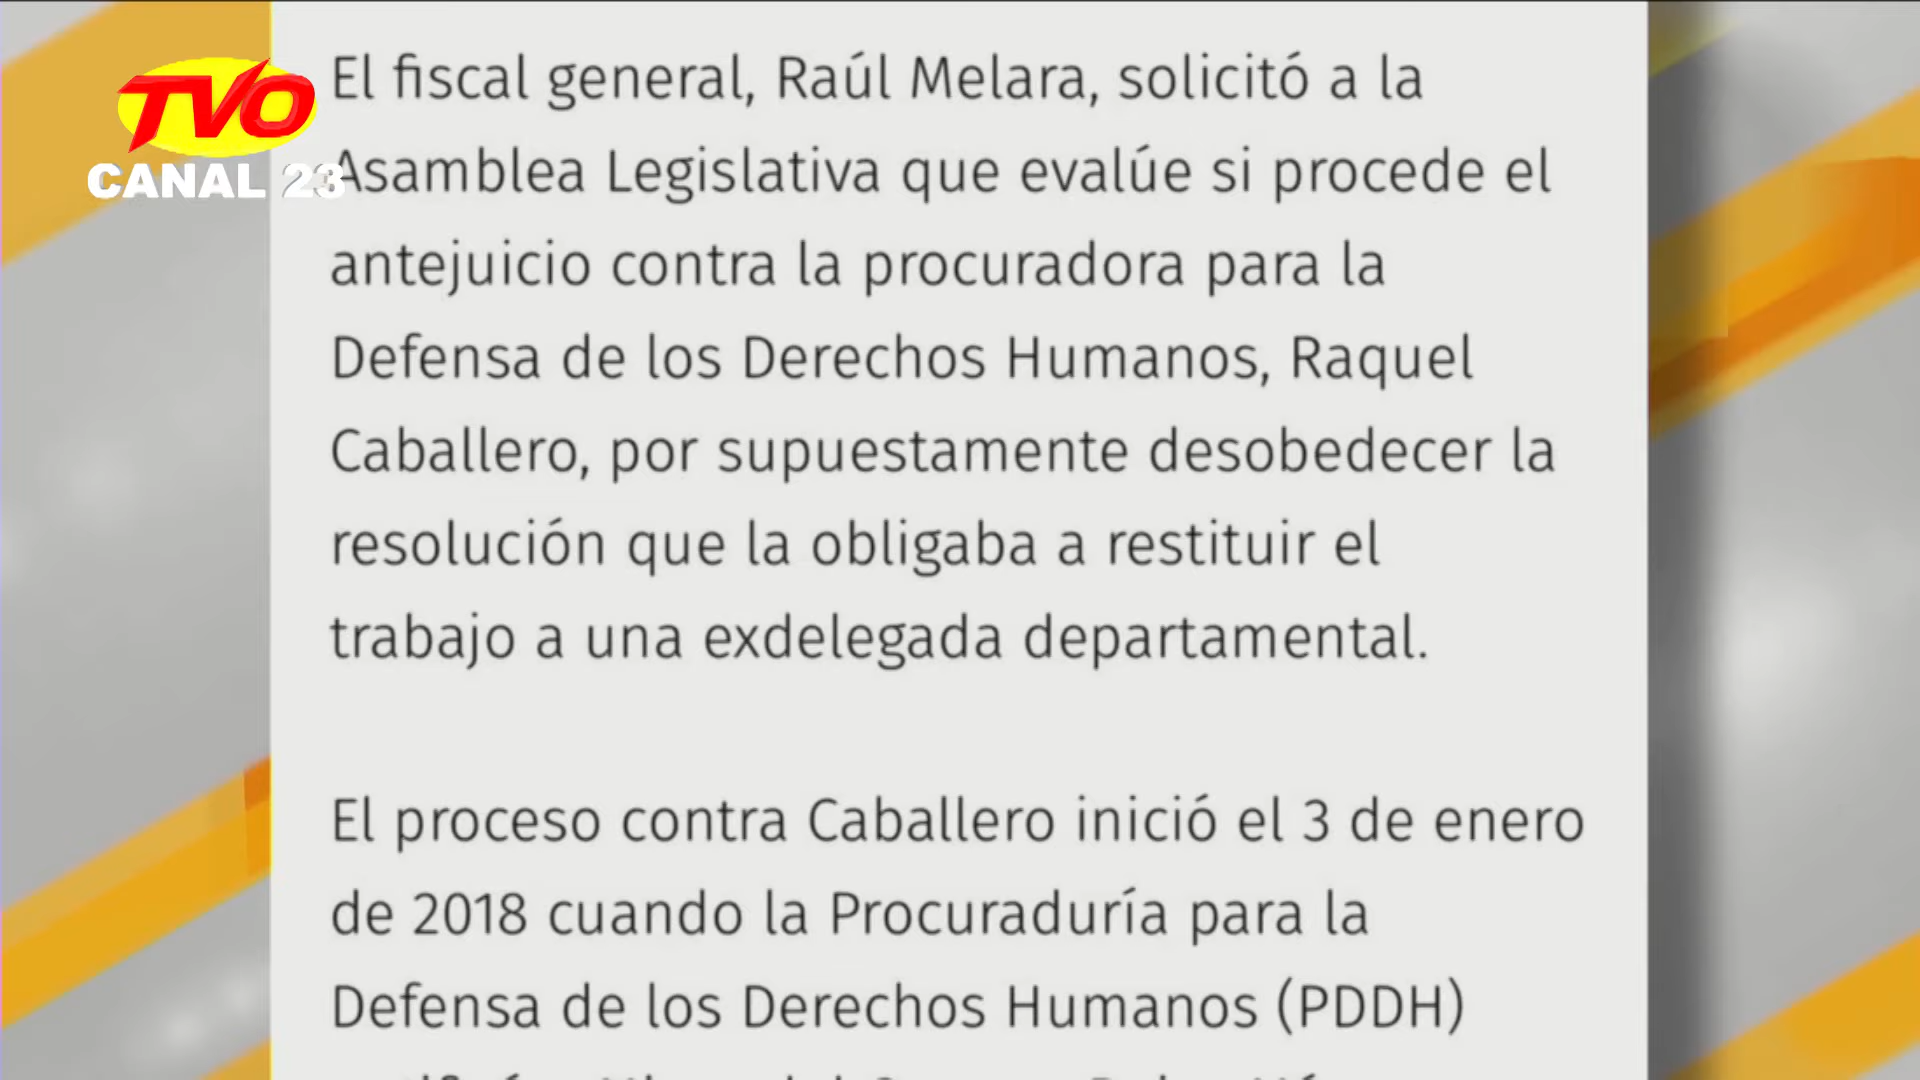 TVO
CANAL 23
El fiscal general, Raúl Melara, solicitó a la
Asamblea Legislativa que evalúe si procede el
antejuicio contra la procuradora para la
Defensa de los Derechos Humanos, Raquel
Caballero, por supuestamente desobedecer la
resolución que la obligaba a restituir el
trabajo a una exdelegada departamental.
El proceso contra Caballero inició el 3 de enero
de 2018 cuando la Procuraduría para la
Defensa de los Derechos Humanos (PDDH)